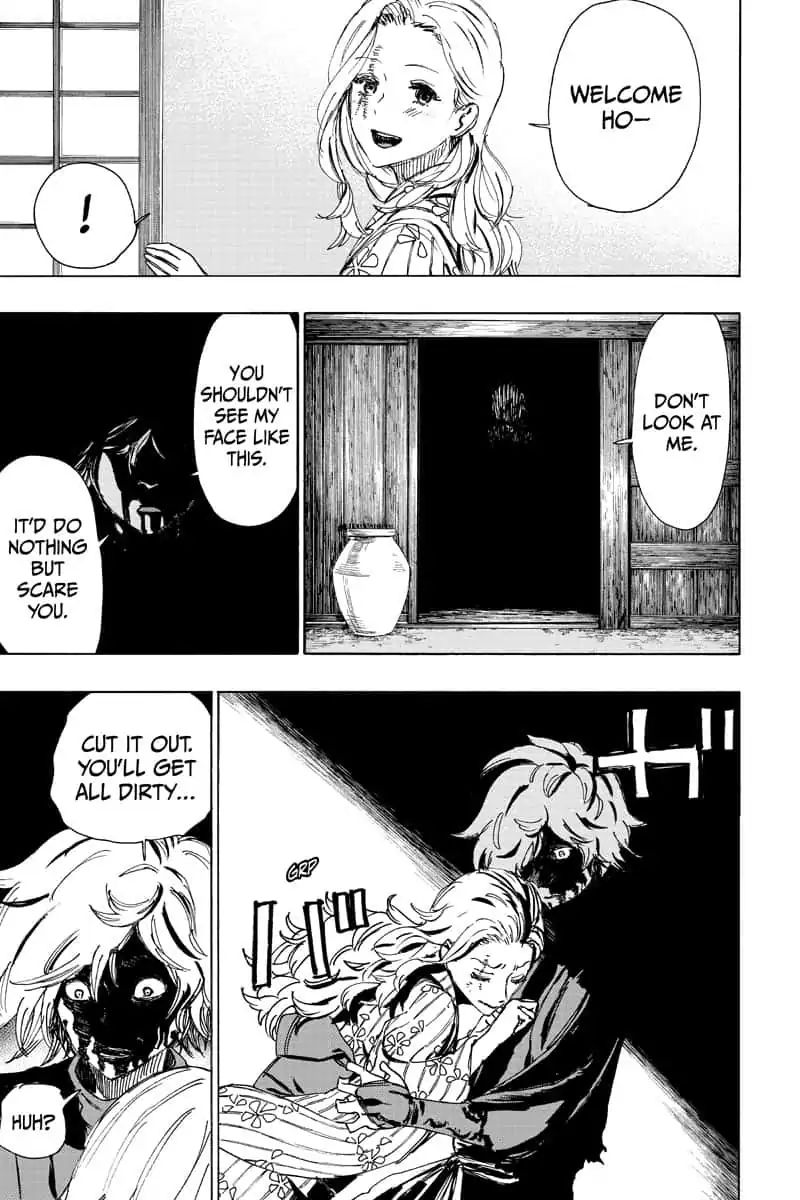 WELCOME
HO—
!
DON'T
LOOK AT
ME.
YOU
SHOULDN'T
SEE MY
FACE LIKE
THIS.
IT'D DO
NOTHING
BUT
SCARE
YOU.
GRP
CUT IT OUT.
YOU'LL GET
ALL DIRTY...
HUH?